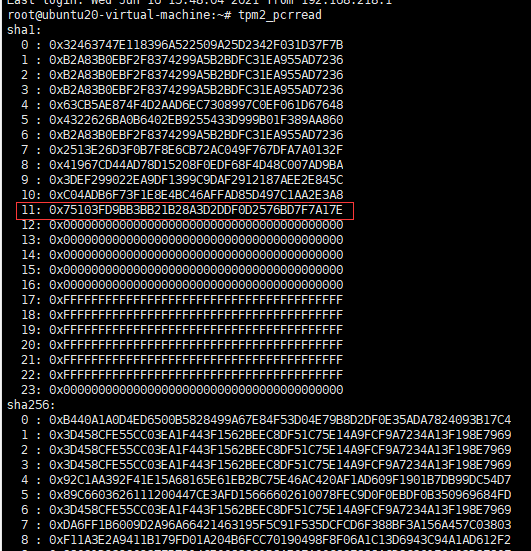 Last login: Wed Jun 16 15:48:04 2021 from 192.168.218.1
root@ubuntu20-virtual-machine:~# tpm2_pcrread
sha1:
0 : 0x32463747E118396A522509A25D2342F031D37F7B
1 : 0xB2A83B0EBF2F8374299A5B2BDFC31EA955AD7236
2 : 0xB2A83B0EBF2F8374299A5B2BDFC31EA955AD7236
3 : 0xB2A83B0EBF2F8374299A5B2BDFC31EA955AD7236
4 : 0x63CB5AE874F4D2AAD6EC7308997C0EF061D67648
5 : 0x4322626BA0B6402EB9255433D999B01F389AA860
6 : 0xB2A83B0EBF2F8374299A5B2BDFC31EA955AD7236
7 : 0x2513E26D3F0B7F8E6CB72AC049F767DFA7A0132F
8 : 0x41967CD44AD78D15208F0EDF68F4D48C007AD9BA
9 : 0x3DEF299022EA9DF1399C9DAF2912187AEE2E845C
10: 0xC04ADB6F73F1E8E4BC46AFFAD85D497C1AA2E3A8
11: 0x75103FD9BB3BB21B28A3D2DDF0D2576BD7F7A17E
12: 0x0000000000000000000000000000000000000000
13: 0x0000000000000000000000000000000000000000
14: 0x0000000000000000000000000000000000000000
15: 0x0000000000000000000000000000000000000000
16: 0x0000000000000000000000000000000000000000
17: 0xFFFFFFFFFFFFFFFFFFFFFFFFFFFFFFFFFFFFFFFF
18: 0xFFFFFFFFFFFFFFFFFFFFFFFFFFFFFFFFFFFFFFFF
19: 0xFFFFFFFFFFFFFFFFFFFFFFFFFFFFFFFFFFFFFFFF
20: 0xFFFFFFFFFFFFFFFFFFFFFFFFFFFFFFFFFFFFFFFF
21: 0xFFFFFFFFFFFFFFFFFFFFFFFFFFFFFFFFFFFFFFFF
22: 0xFFFFFFFFFFFFFFFFFFFFFFFFFFFFFFFFFFFFFFFF
23: 0x0000000000000000000000000000000000000000
sha256:
0 : 0xB440A1A0D4ED6500B5828499A67E84F53D04E79B8D2DF0E35ADA7824093B17C4
1 : 0x3D458CFE55CC03EA1F443F1562BEEC8DF51C75E14A9FCF9A7234A13F198E7969
2 : 0x3D458CFE55CC03EA1F443F1562BEEC8DF51C75E14A9FCF9A7234A13F198E7969
3 : 0x3D458CFE55CC03EA1F443F1562BEEC8DF51C75E14A9FCF9A7234A13F198E7969
4 : 0x92C1AA392F41E15A68165E61EB2BC75E46AC420AF1AD609F1901B7DB99DC54D7
5 : 0x89C6603626111200447CE3AFD15666602610078FEC9D0F0EBDF0B350969684FD
6 : 0x3D458CFE55CC03EA1F443F1562BEEC8DF51C75E14A9FCF9A7234A13F198E7969
7 : 0xDA6FF1B6009D2A96A66421463195F5C91F535DCFCD6F388BF3A156A457C03803
8 : 0xF11A3E2A9411B179FD01A204B6FCC70190498F8F06A1C13D6943C94A1ABD3503